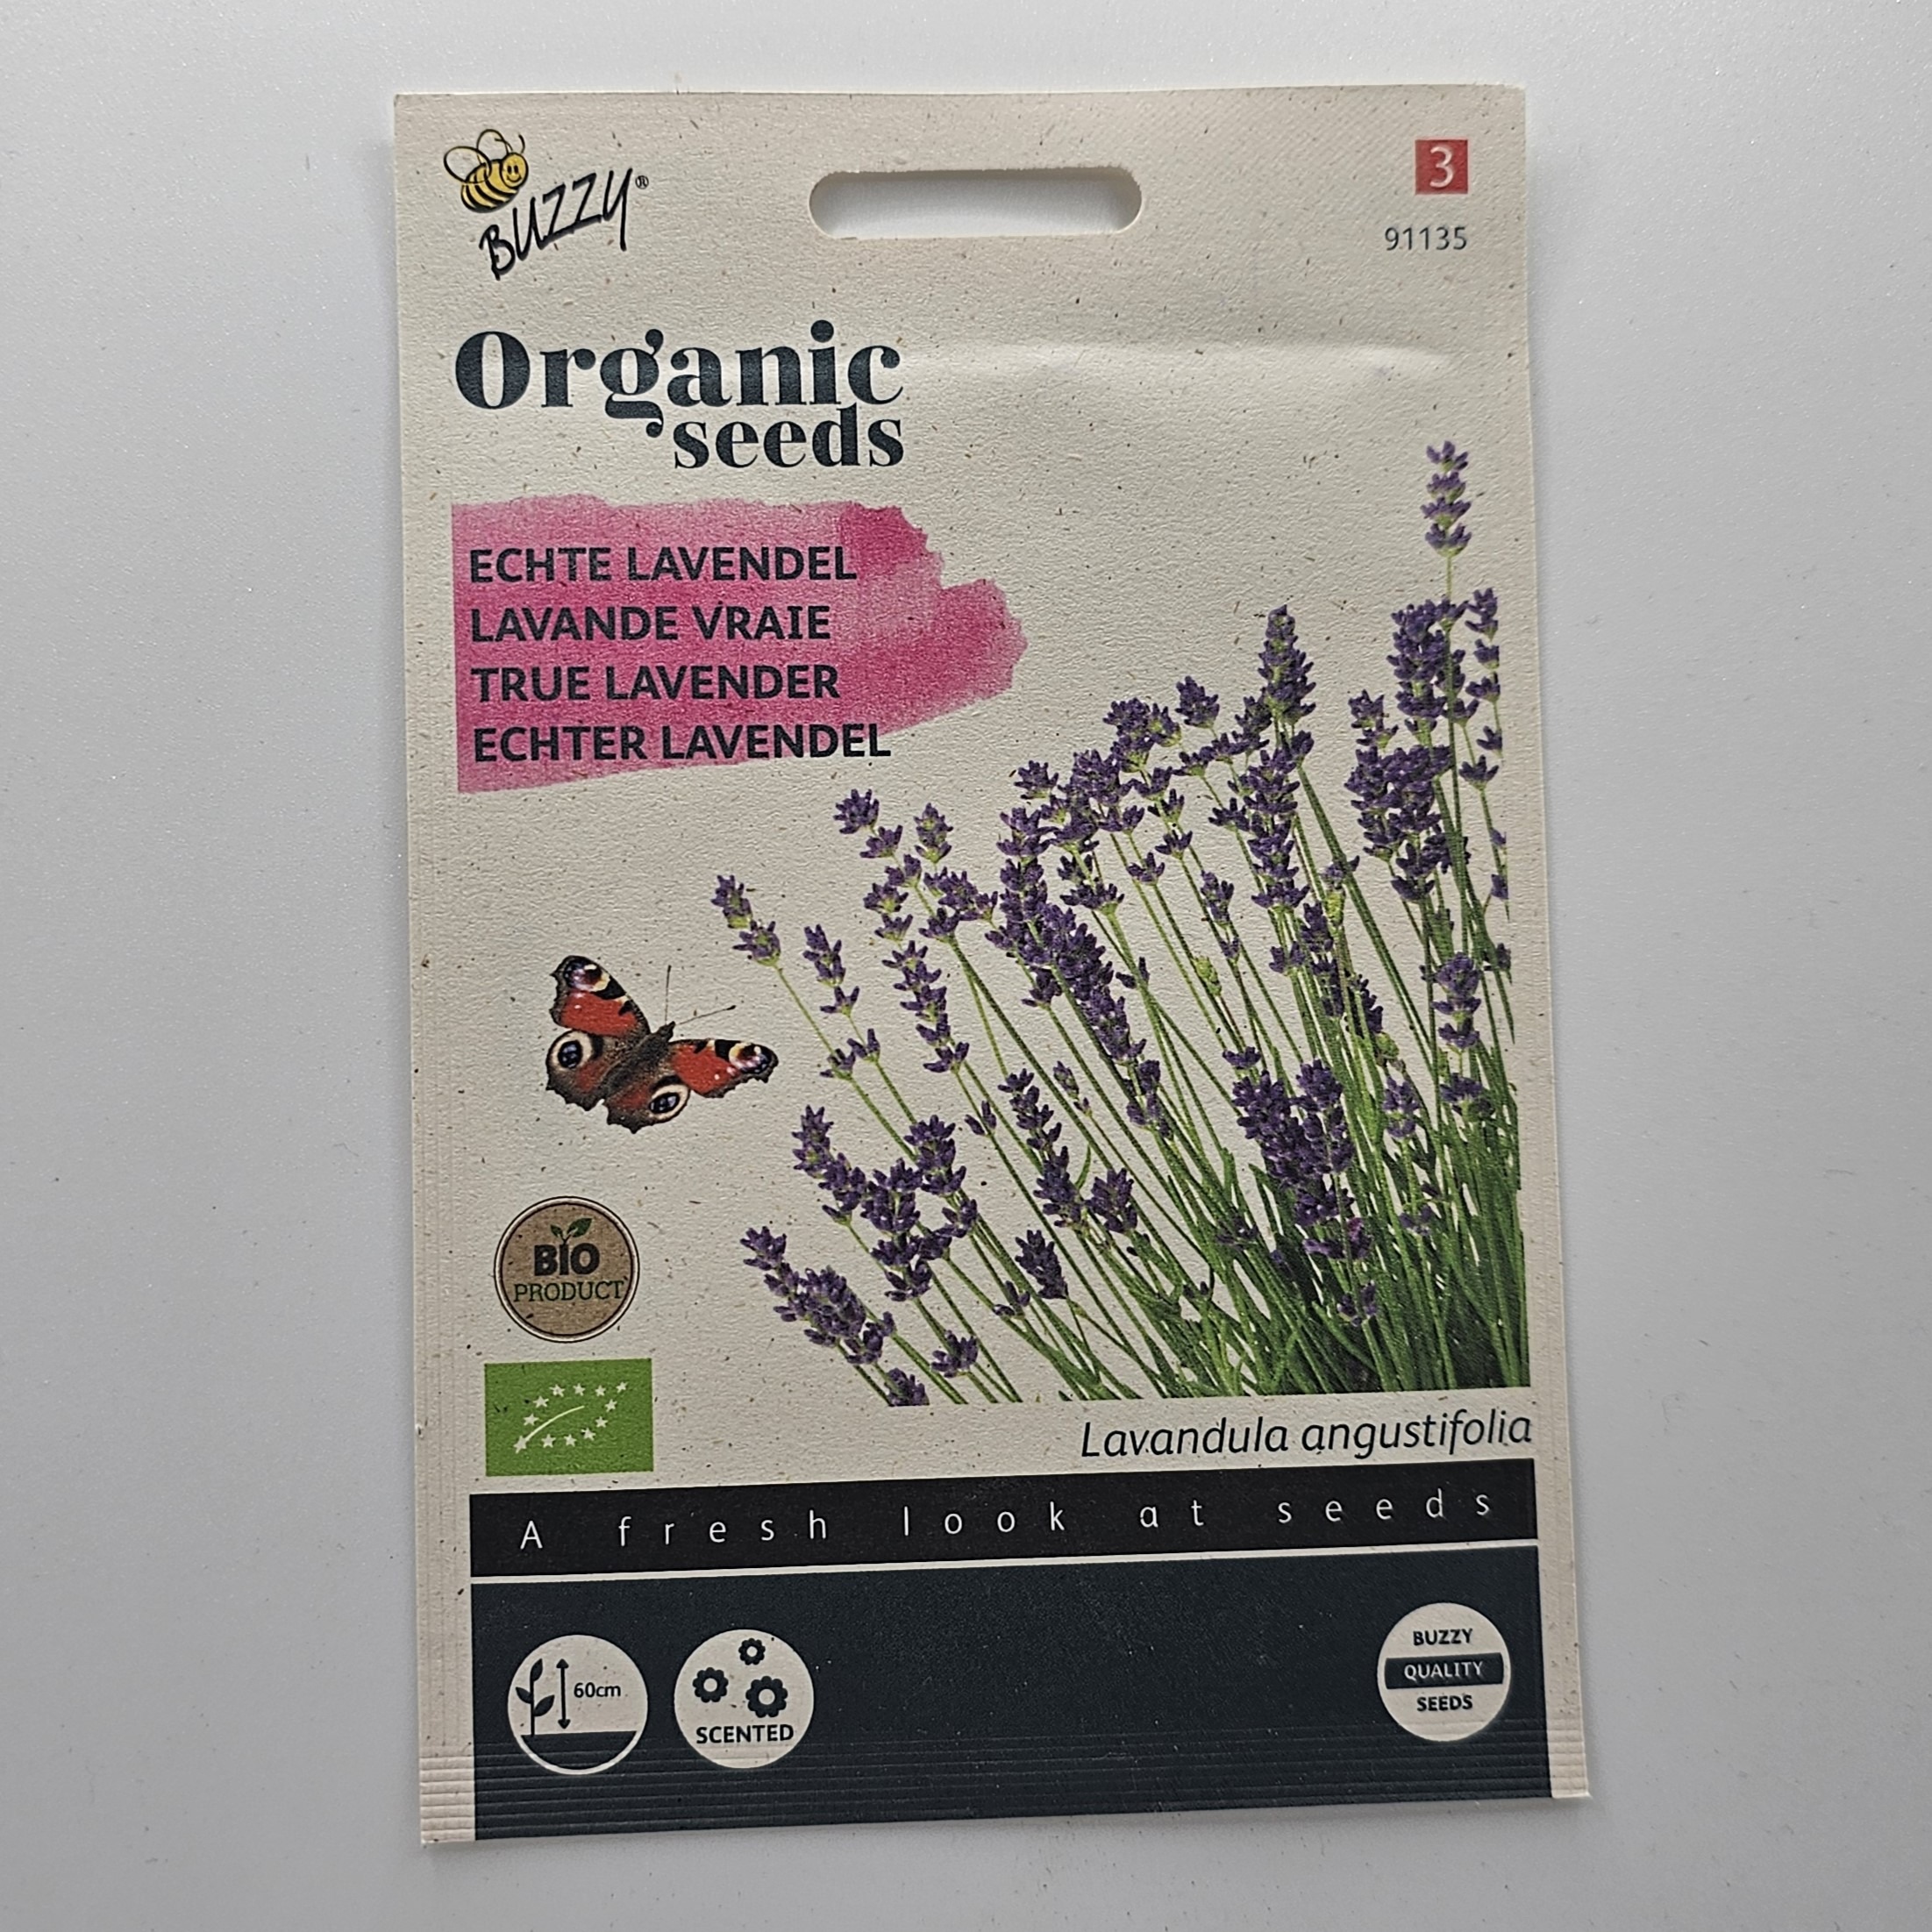 BUZZY®
3
91135
Organic
seeds
ECHTE LAVENDEL
LAVANDE VRAIE
TRUE LAVENDER
ECHTER LAVENDEL
BIO
PRODUCT
Lavandula angustifolia
A fresh look at seeds
60cm
SCENTED
BUZZY
QUALITY
SEEDS